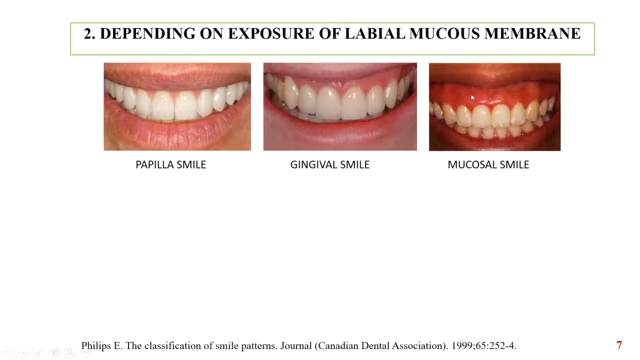 2. DEPENDING ON EXPOSURE OF LABIAL MUCOUS MEMBRANE
PAPILLA SMILE
GINGIVAL SMILE
MUCOSAL SMILE
Philips E. The classification of smile patterns. Journal (Canadian Dental Association). 1999;65:252-4.
7